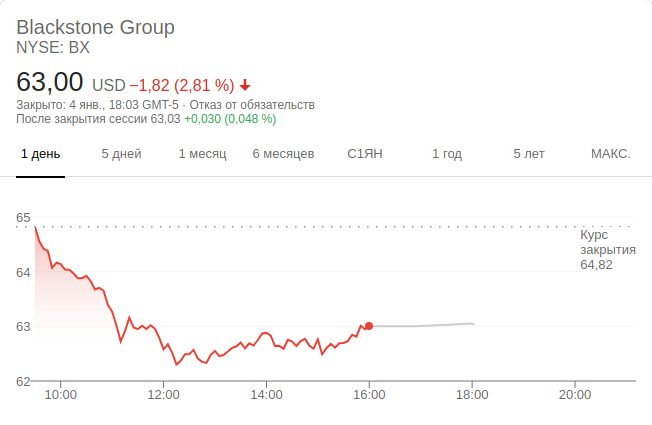 Blackstone Group
NYSE: BX
63,00 USD −1,82 (2,81 %)
Закрыто: 4 янв., 18:03 GMT-5 · Отказ от обязательств
После закрытия сессии 63,03 +0,030 (0,048 %)
1 день 5 дней 1 месяц 6 месяцев С1ЯН 1 год 5 лет МАКС.
65
Курс
закрытия
64,82
64
63
62
10:00 12:00 14:00 16:00 18:00 20:00